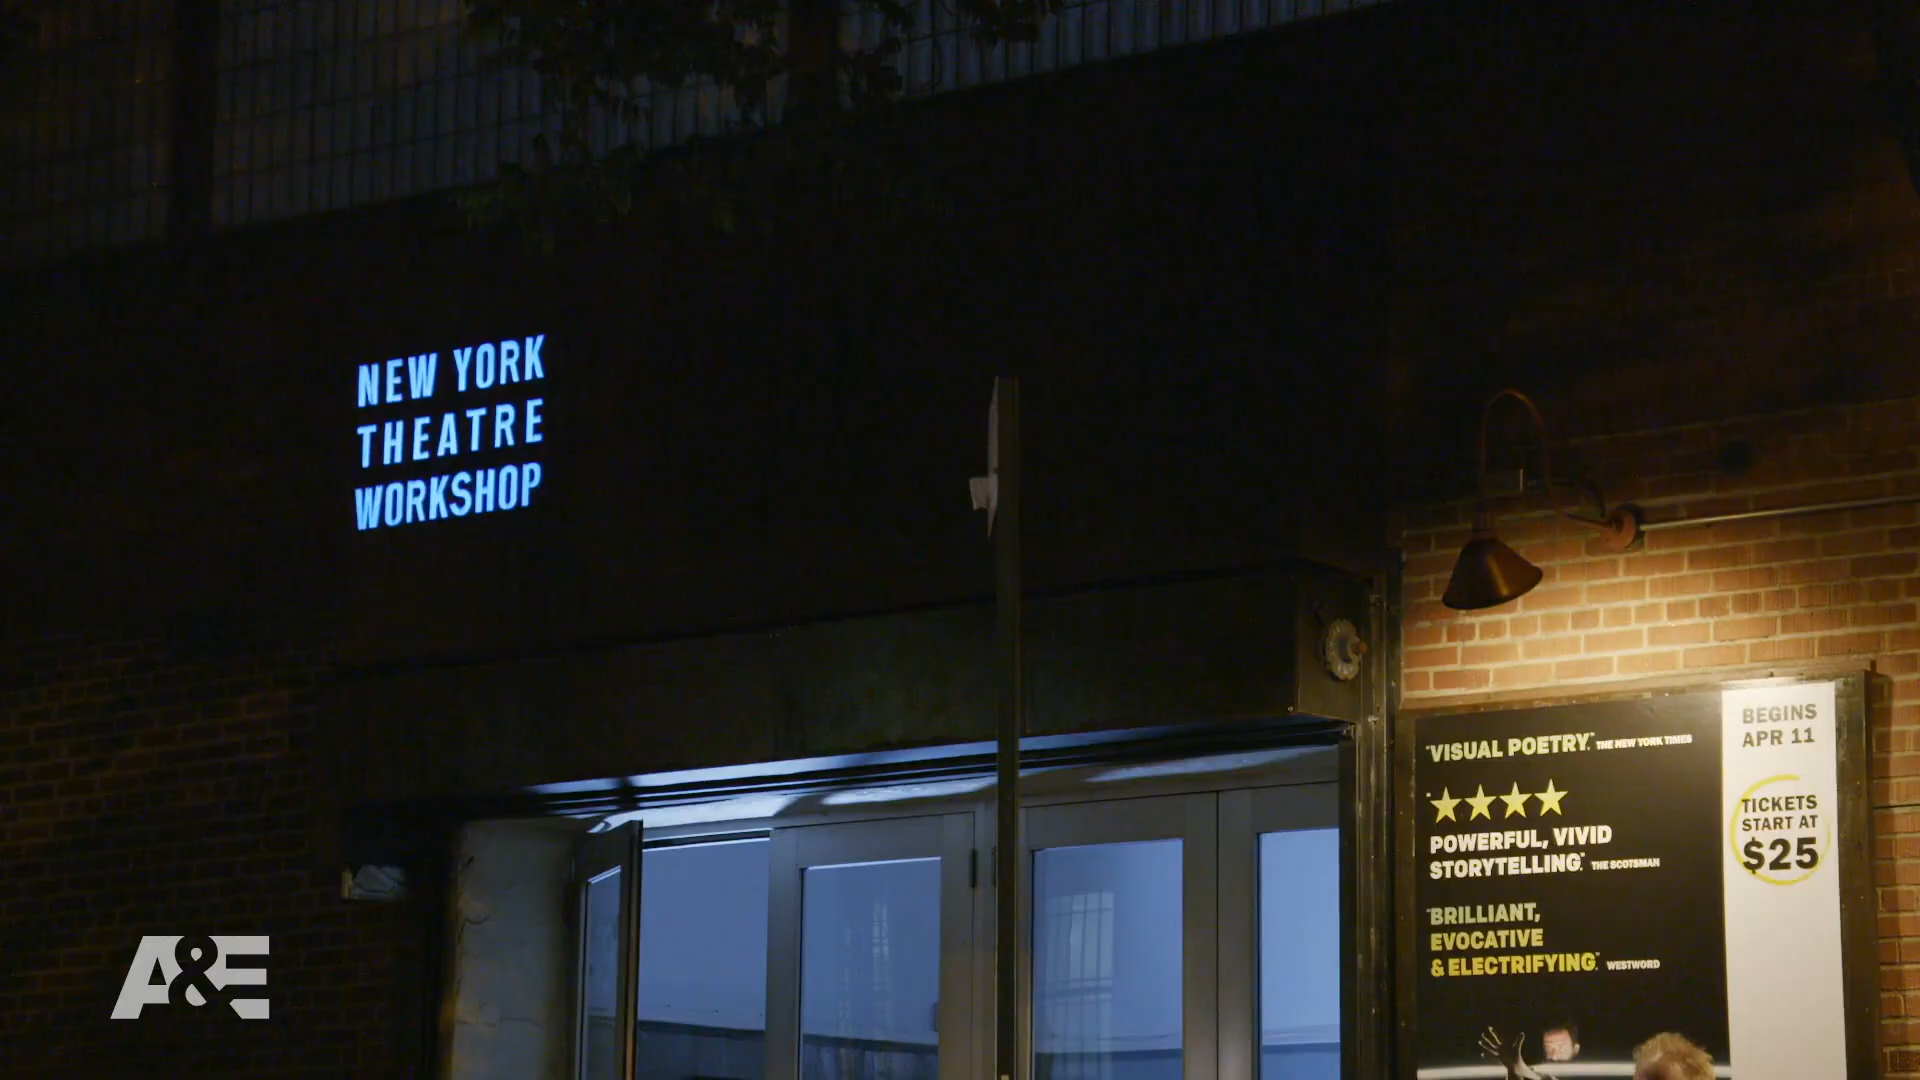 NEW YORK
THEATRE
WORKSHOP
"VISUAL POETRY." THE NEW YORK TIMES
"★★★★
POWERFUL, VIVID
STORYTELLING." THE SCOTSMAN
"BRILLIANT,
EVOCATIVE
& ELECTRIFYING." WESTWORD
BEGINS
APR 11
TICKETS
START AT
$25
A&E